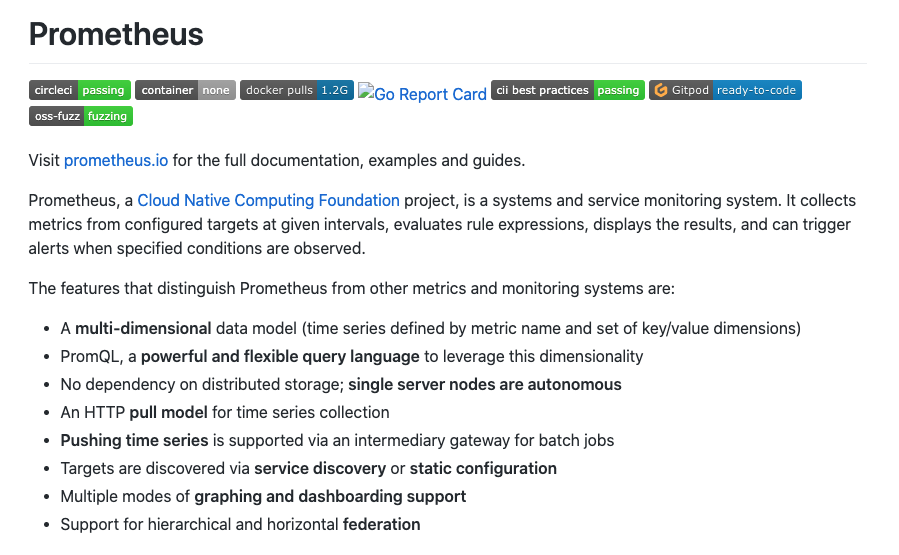 Prometheus
circleci passing container none docker pulls 1.2G Go Report Card cii best practices passing Gitpod ready-to-code
oss-fuzz fuzzing
Visit prometheus.io for the full documentation, examples and guides.
Prometheus, a Cloud Native Computing Foundation project, is a systems and service monitoring system. It collects
metrics from configured targets at given intervals, evaluates rule expressions, displays the results, and can trigger
alerts when specified conditions are observed.
The features that distinguish Prometheus from other metrics and monitoring systems are:
• A multi-dimensional data model (time series defined by metric name and set of key/value dimensions)
• PromQL, a powerful and flexible query language to leverage this dimensionality
• No dependency on distributed storage; single server nodes are autonomous
• An HTTP pull model for time series collection
• Pushing time series is supported via an intermediary gateway for batch jobs
• Targets are discovered via service discovery or static configuration
• Multiple modes of graphing and dashboarding support
• Support for hierarchical and horizontal federation